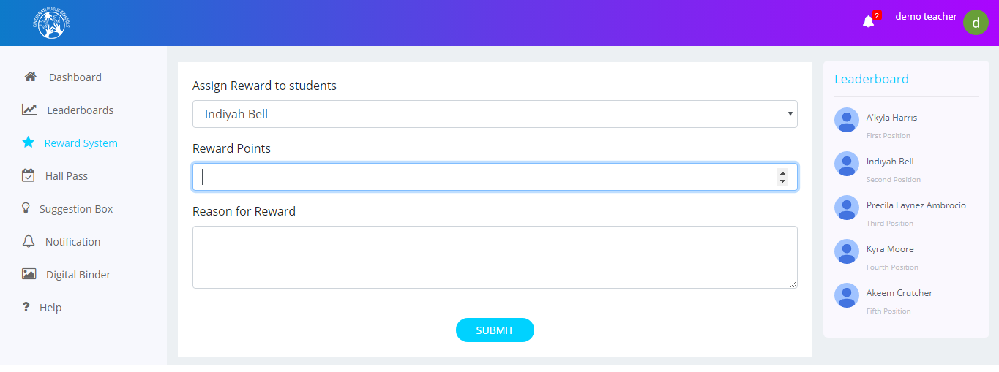 CINCINNATI PUBLIC SCHOOLS
2
demo teacher
d
Dashboard
Leaderboards
Reward System
Hall Pass
Suggestion Box
Notification
Digital Binder
? Help
Assign Reward to students
Indiyah Bell
Reward Points
Reason for Reward
SUBMIT
Leaderboard
A'kyla Harris
First Position
Indiyah Bell
Second Position
Precila Laynez Ambrocio
Third Position
Kyra Moore
Fourth Position
Akeem Crutcher
Fifth Position